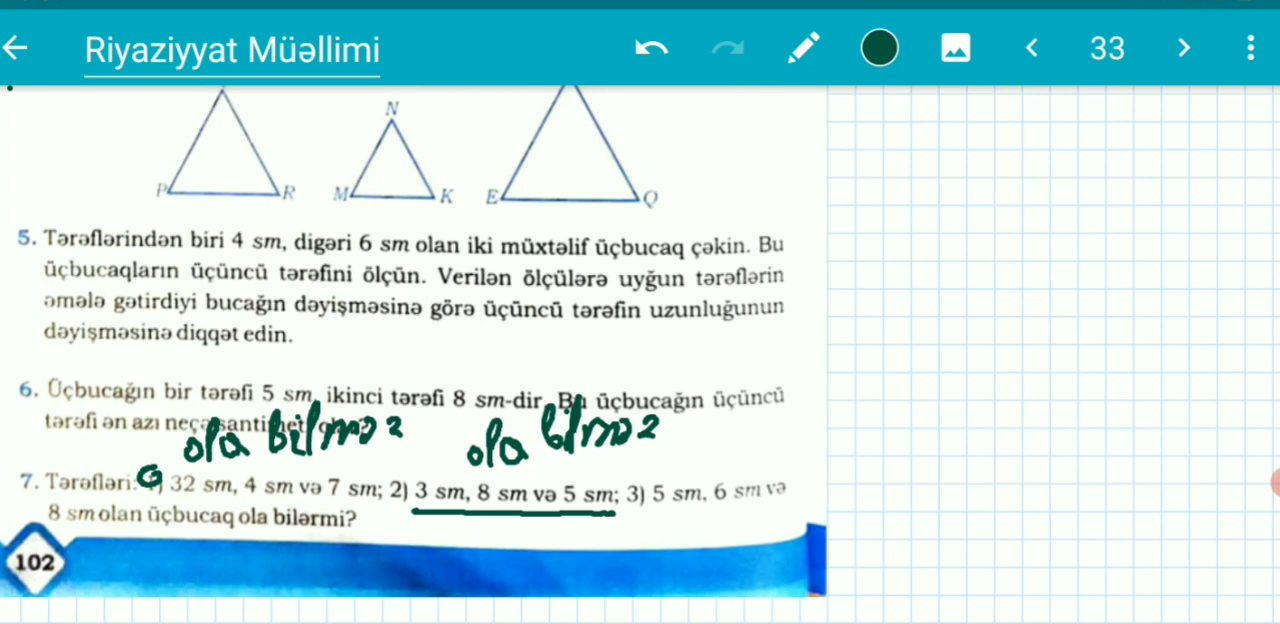 Riyaziyyat Müəllimi
33
N
P R M K E Q
5. Tərəflərindən biri 4 sm, digəri 6 sm olan iki müxtəlif üçbucaq çəkin. Bu
üçbucaqların üçüncü tərəfini ölçün. Verilən ölçülərə uyğun tərəflərin
əmələ gətirdiyi bucağın dəyişməsinə görə üçüncü tərəfin uzunluğunun
dəyişməsinə diqqət edin.
6. Üçbucağın bir tərəfi 5 sm, ikinci tərəfi 8 sm-dir. Bu üçbucağın üçüncü
tərəfi ən azı neçə
ola bilməz ola bilməz
7. Tərəfləri: 32 sm, 4 sm və 7 sm; 2) 3 sm, 8 sm və 5 sm; 3) 5 sm, 6 sm və
8 sm olan üçbucaq ola bilərmi?
102